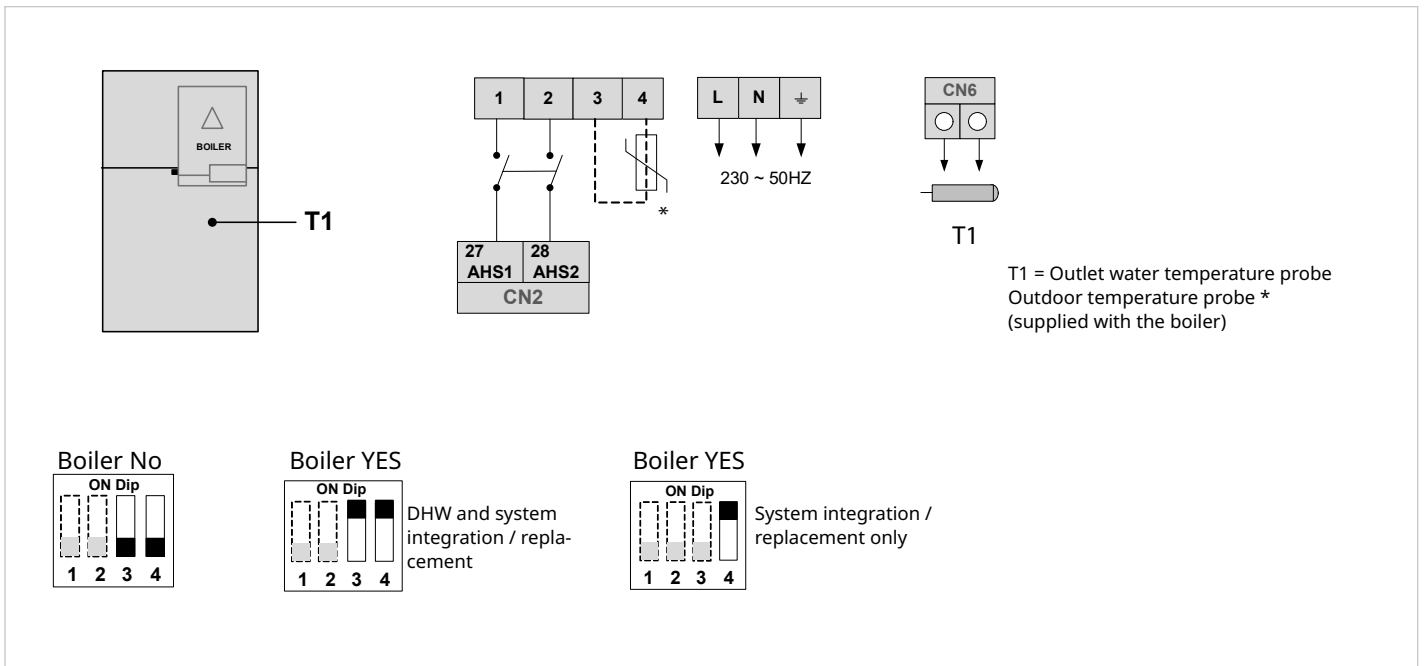 BOILER
T1
1 2 3 4
*
27 28
AHS1 AHS2
CN2
L N
230 ~ 50HZ
CN6
T1
T1 = Outlet water temperature probe
Outdoor temperature probe *
(supplied with the boiler)
Boiler No
ON Dip
1 2 3 4
Boiler YES
ON Dip
1 2 3 4
DHW and system
integration / repla-
cement
Boiler YES
ON Dip
1 2 3 4
System integration /
replacement only